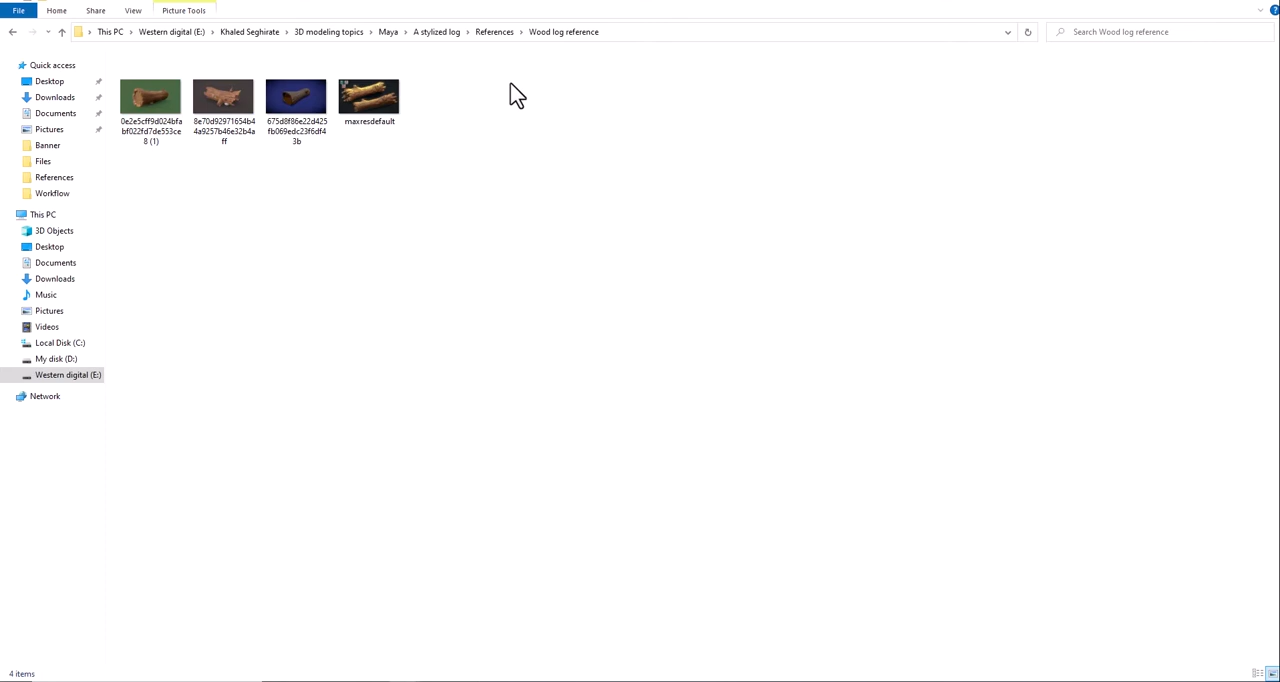 File Home Share View Picture Tools
This PC Western digital (E:) Khaled Seghirate 3D modeling topics Maya A stylized log References Wood log reference
Search Wood log reference
Quick access
Desktop
Downloads
Documents
Pictures
Banner
Files
References
Workflow
This PC
3D Objects
Desktop
Documents
Downloads
Music
Pictures
Videos
Local Disk (C:)
My disk (D:)
Western digital (E:)
Network
0e2e5cff9d024bfa
bf022fd7de553ce
8 (1)
8e70d92971654b4
4a9257b46e32b4a
ff
675d8f86e22d425
fb069edc23f6df4
3b
maxresdefault
4 items